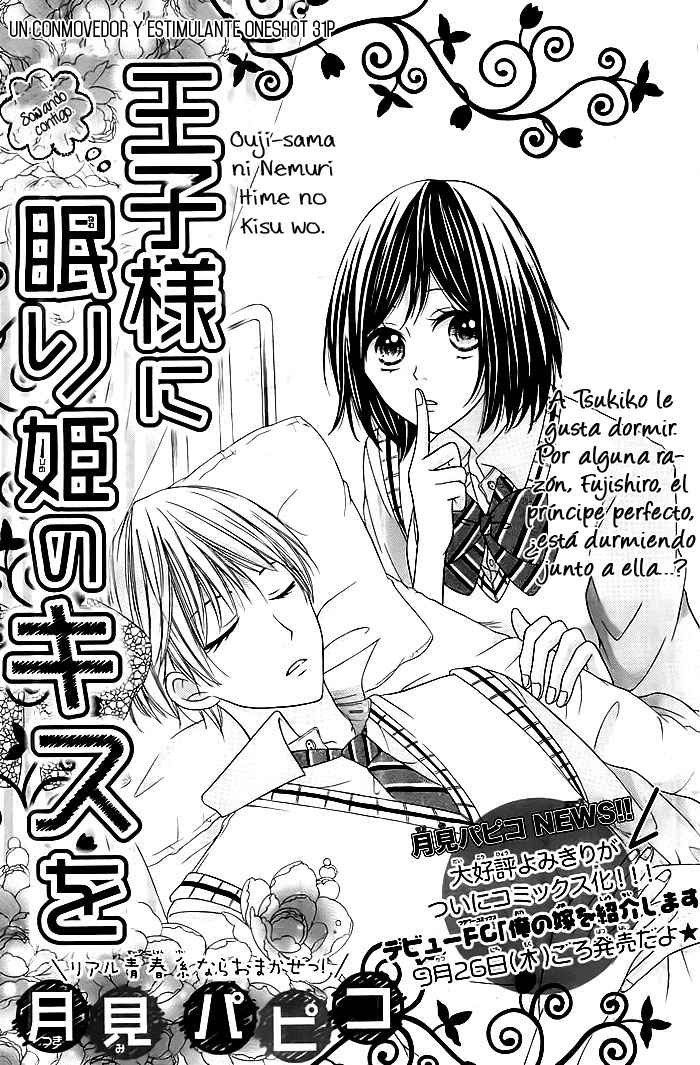 UN CONMOVEDOR Y ESTIMULANTE ONESHOT 31P
Soñando
contigo.
王子様に
眠り姫のキスを
Ouji-sama
ni Nemuri
Hime no
Kisu wo.
A Tsukiko le
gusta dormir.
Por alguna ra-
zón, Fujishiro, el
príncipe perfecto,
¿está durmiendo
junto a ella...?
月見パピコ NEWS!!
大好評よみきりが
ついにコミックス化!!!
デビューFC「俺の嫁を紹介します
9月26日(木)ごろ発売だよ★
リアル青春系ならおまかせっ!
月見パピコ